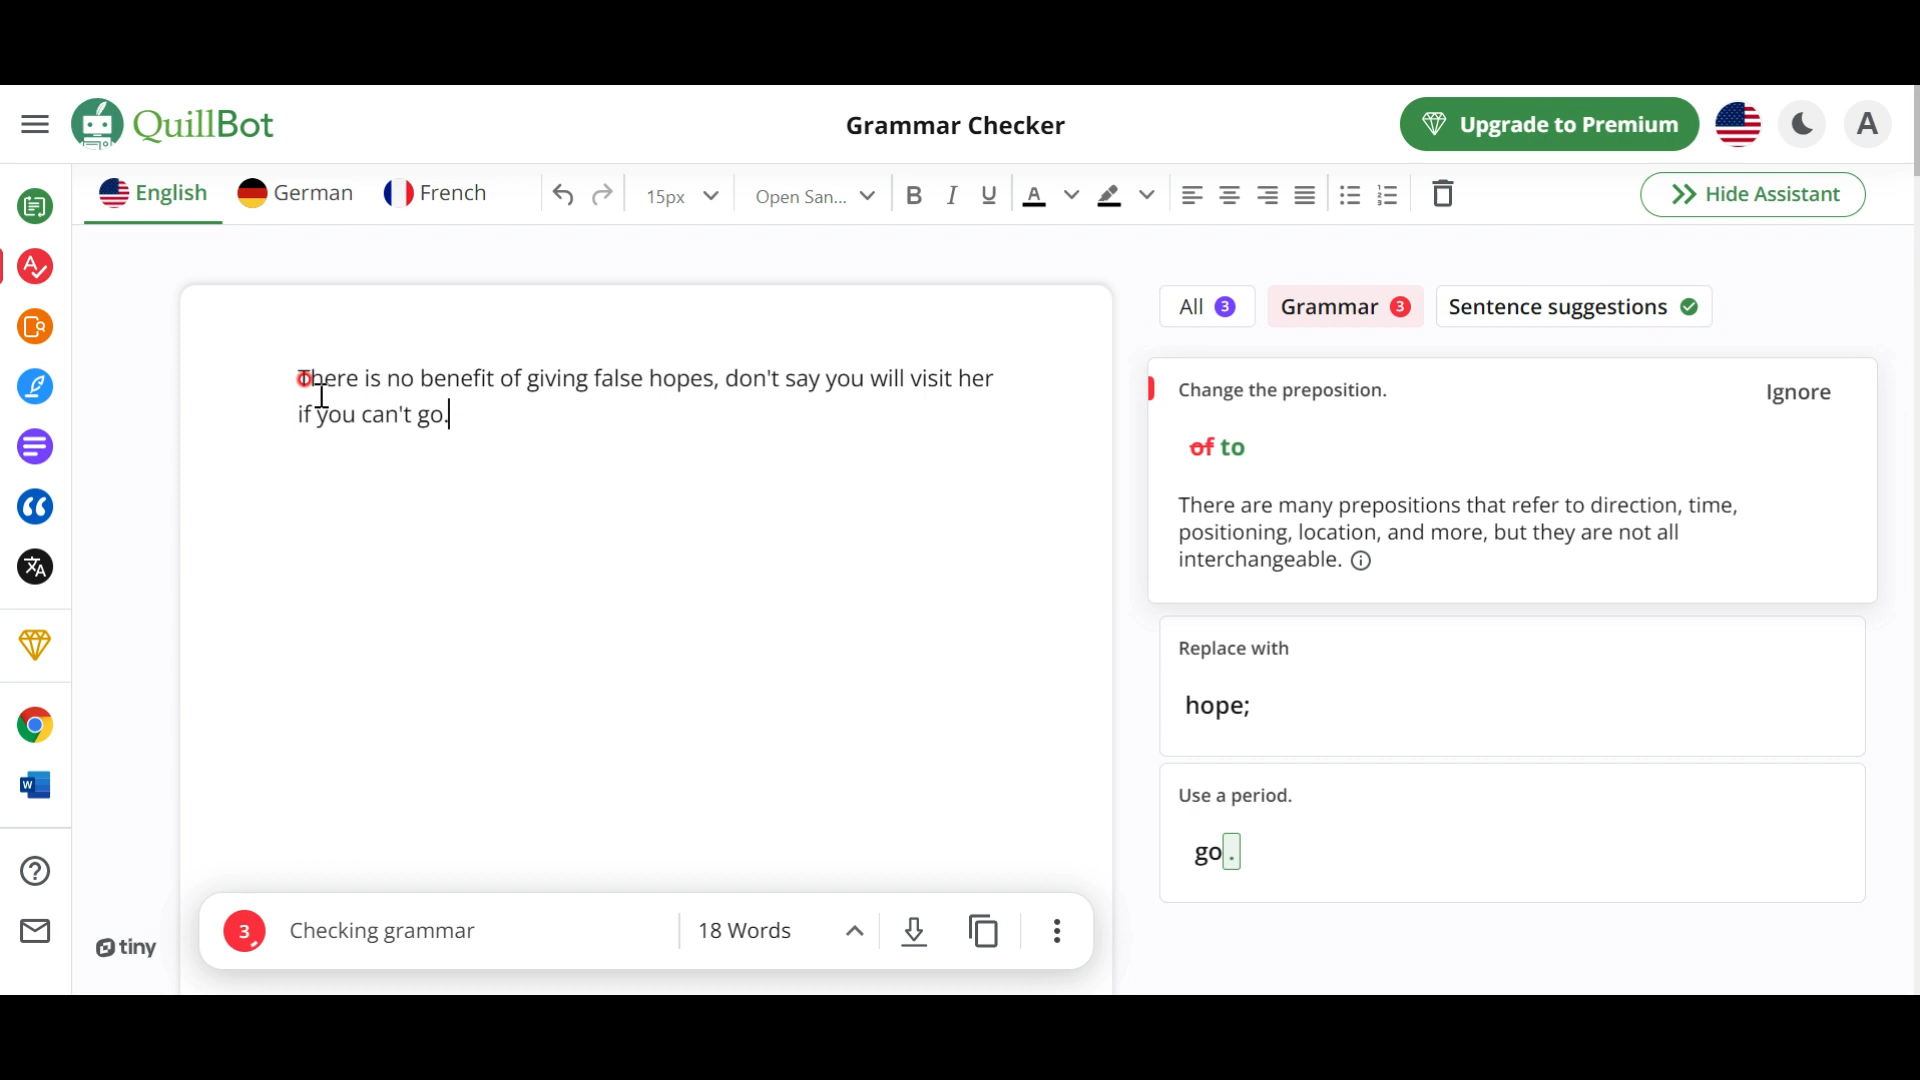 QuillBot
Grammar Checker
Upgrade to Premium
A
English
German
French
15px
Open San...
B I U A
Hide Assistant
All 3
Grammar 3
Sentence suggestions
There is no benefit of giving false hopes, don't say you will visit her
if you can't go.
Change the preposition.
Ignore
of to
There are many prepositions that refer to direction, time,
positioning, location, and more, but they are not all
interchangeable.
Replace with
hope;
Use a period.
go.
3
Checking grammar
18 Words
tiny